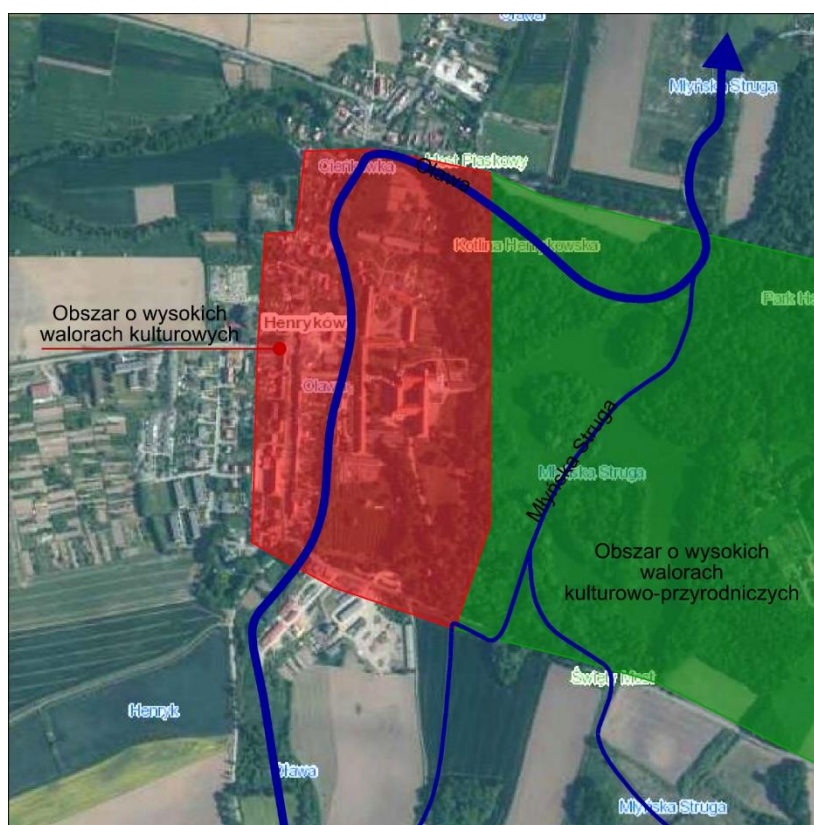 Oława
Młyńska Struga
Most Piaskowy
Cieńkówka
Oława
Kotlina Henrykowska
Obszar o wysokich
walorach kulturowych
Henryków
Oława
Młyńska Struga
Młyńska Struga
Obszar o wysokich
walorach
kulturowo-przyrodniczych
Święty Most
Henryk
Oława
Młyńska Struga